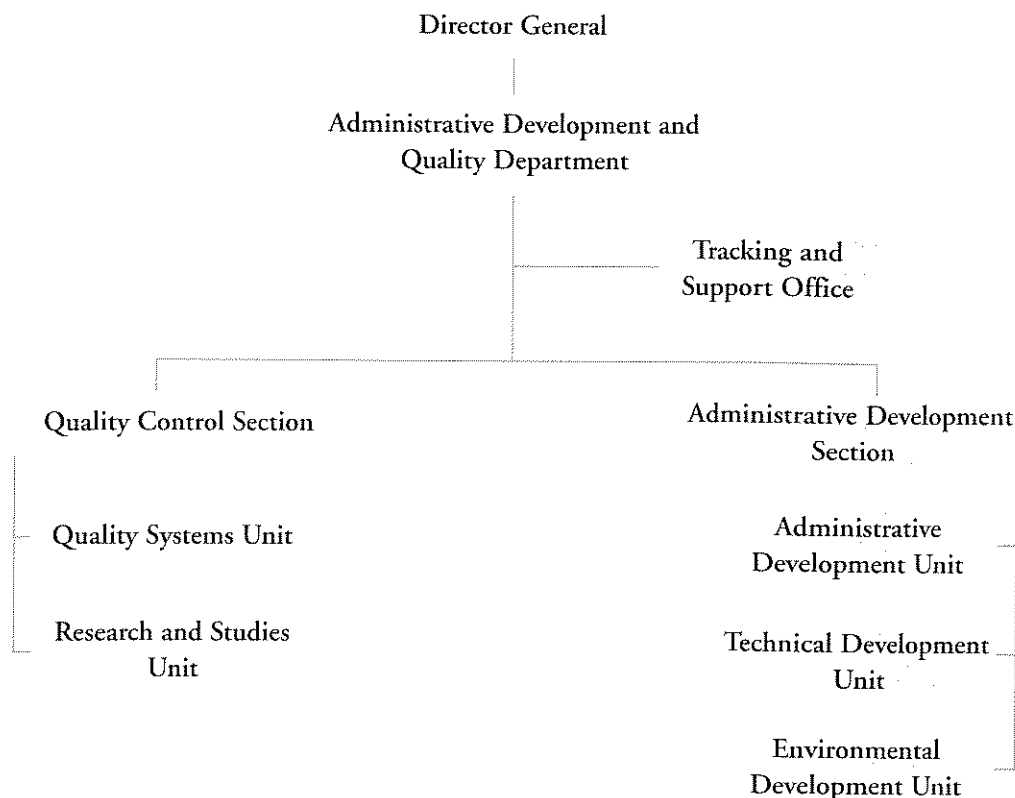 Director General
Administrative Development and
Quality Department
Tracking and
Support Office
Quality Control Section
Administrative Development
Section
Quality Systems Unit
Administrative
Development Unit
Research and Studies
Unit
Technical Development
Unit
Environmental
Development Unit